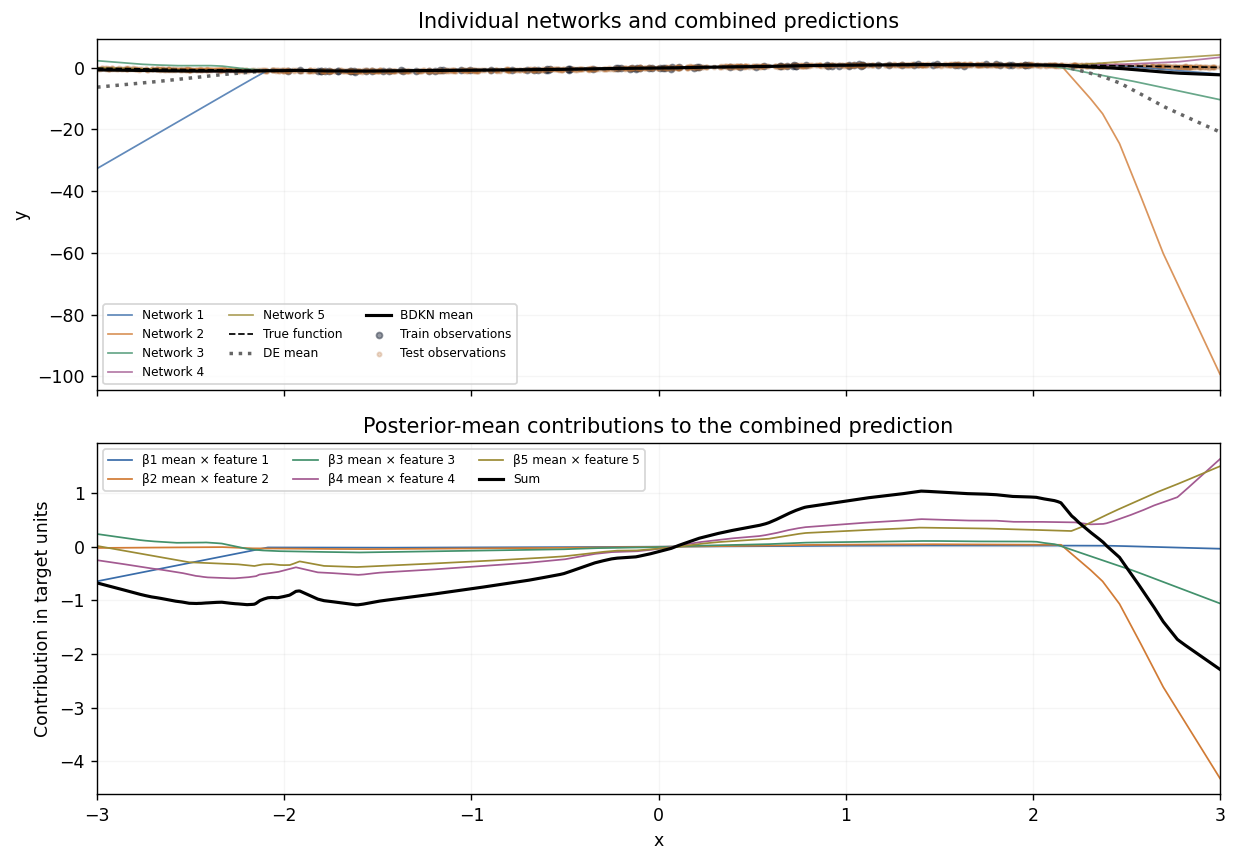 Individual networks and combined predictions
y
0
−20
−40
−60
−80
−100
Network 1
Network 2
Network 3
Network 4
Network 5
True function
DE mean
BDKN mean
Train observations
Test observations
Posterior-mean contributions to the combined prediction
Contribution in target units
1
0
−1
−2
−3
−4
β1 mean × feature 1
β2 mean × feature 2
β3 mean × feature 3
β4 mean × feature 4
β5 mean × feature 5
Sum
−3
−2
−1
0
1
2
3
x